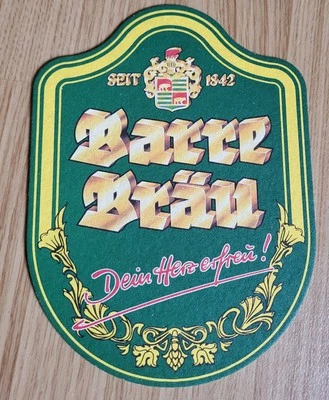 SEIT 1842
Barre
Bräu
Dein Herz erfreu!